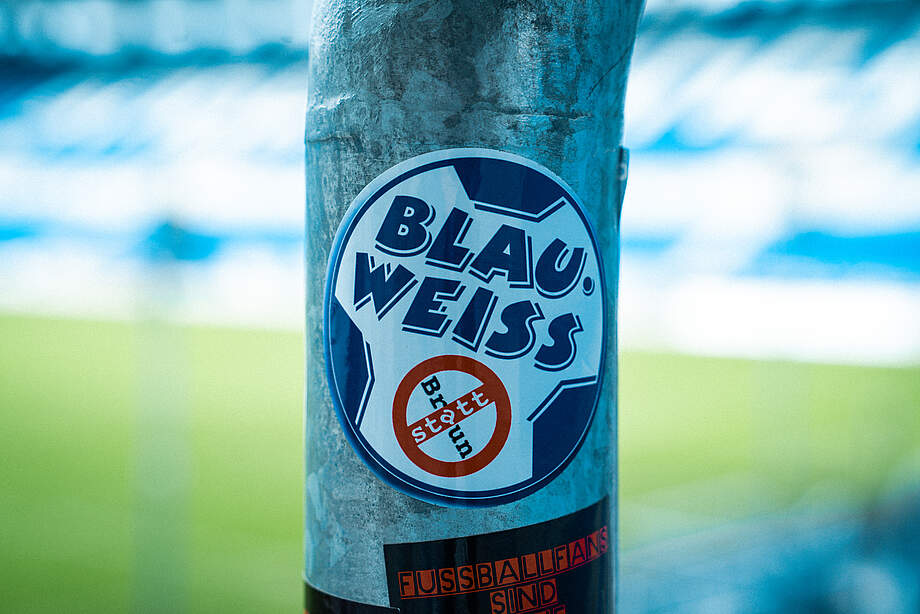 BLAU.
WEISS
statt
Braun
FUSSBALLFANS
SIND